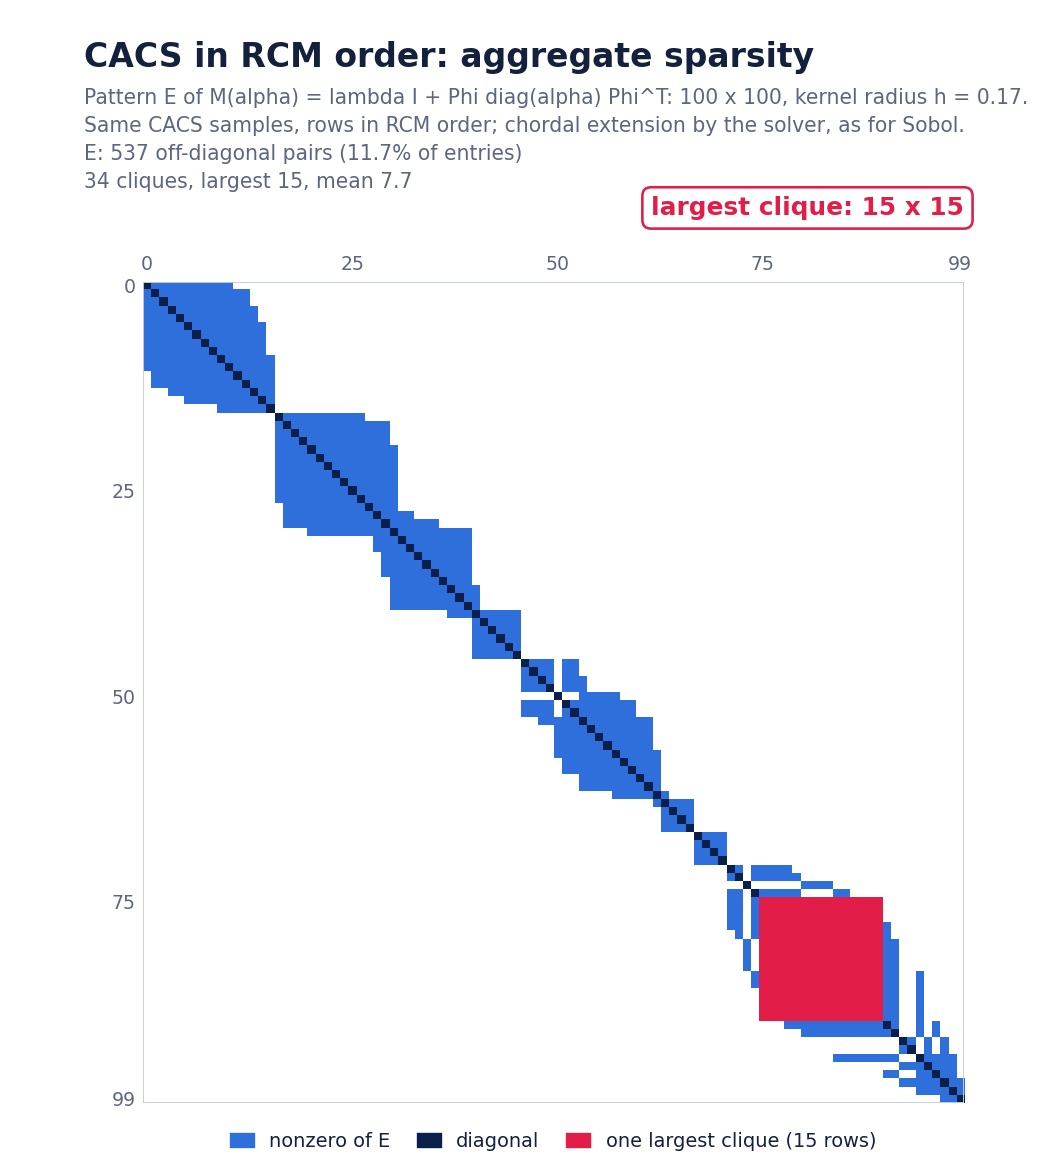 CACS in RCM order: aggregate sparsity
Pattern E of M(alpha) = lambda I + Phi diag(alpha) Phi^T: 100 x 100, kernel radius h = 0.17.
Same CACS samples, rows in RCM order; chordal extension by the solver, as for Sobol.
E: 537 off-diagonal pairs (11.7% of entries)
34 cliques, largest 15, mean 7.7
largest clique: 15 x 15
0 25 50 75 99
0
25
50
75
99
nonzero of E diagonal one largest clique (15 rows)